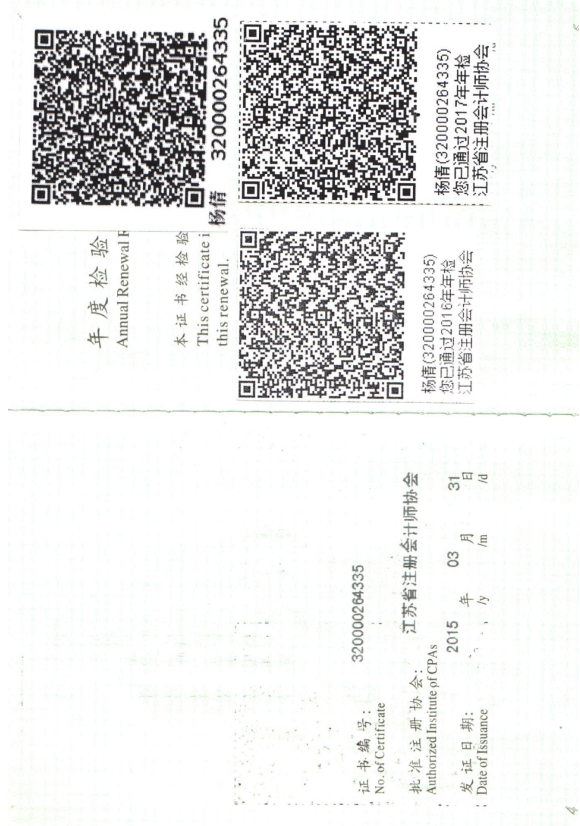 证书编号:
No. of Certificate
320000264335
批准注册协会:
Authorized Institute of CPAs
江苏省注册会计师协会
发证日期:
Date of Issuance
2015 年 03 月 31 日
/y /m /d
4
年度检验
Annual Renewal
本证书经检验
This certificate i
this renewal.
杨倩 320000264335
杨倩(320000264335)
您已通过2016年年检
江苏省注册会计师协会
杨倩(320000264335)
您已通过2017年年检
江苏省注册会计师协会